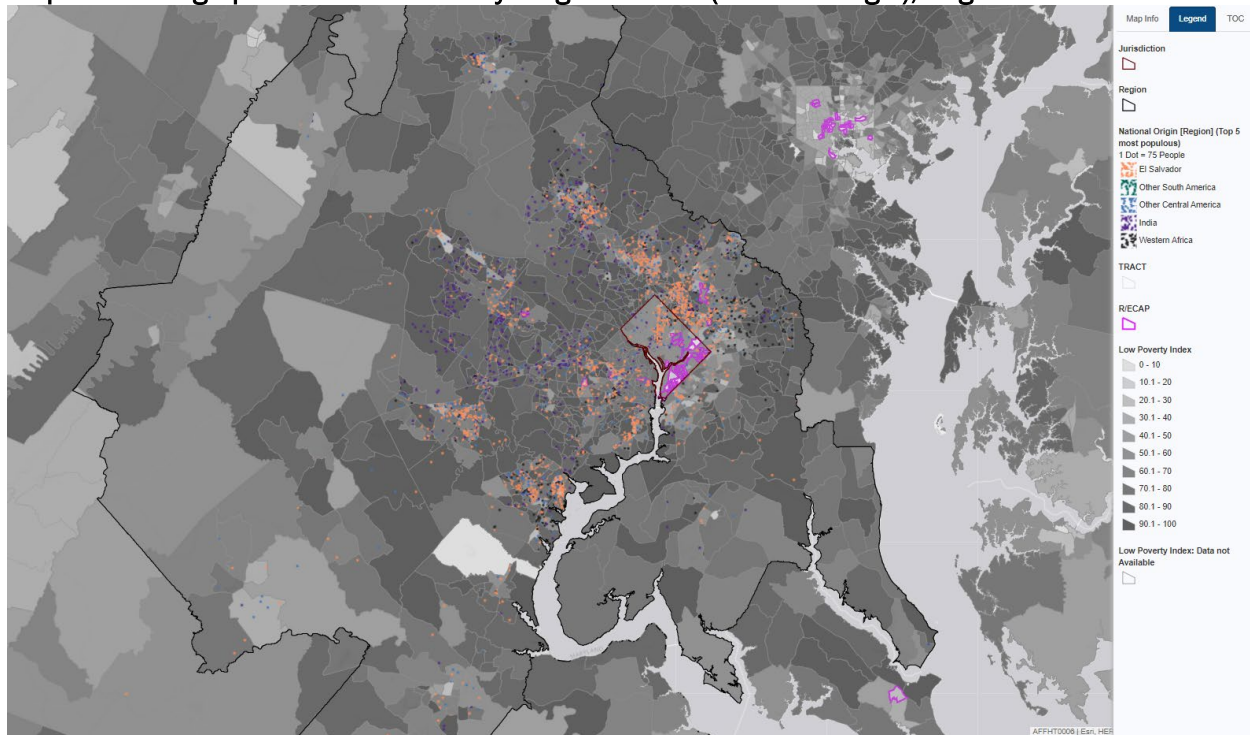 Map Info Legend TOC
Jurisdiction
Region
National Origin [Region] (Top 5
most populous)
1 Dot = 75 People
El Salvador
Other South America
Other Central America
India
Western Africa
TRACT
R/ECAP
Low Poverty Index
0 - 10
10.1 - 20
20.1 - 30
30.1 - 40
40.1 - 50
50.1 - 60
60.1 - 70
70.1 - 80
80.1 - 90
90.1 - 100
Low Poverty Index: Data not
Available
MARYLAND
AFFHT0006 | Esri, HER